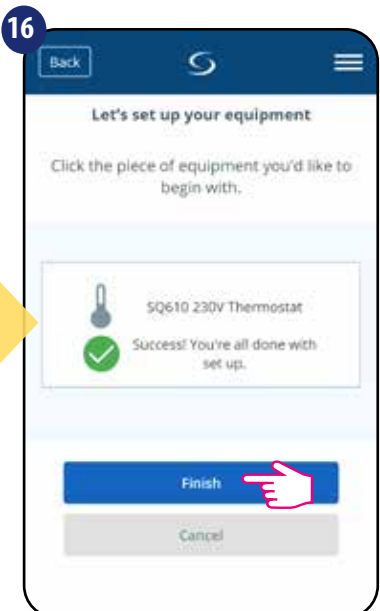 16
Back
Let's set up your equipment
Click the piece of equipment you'd like to
begin with.
SQ610 230V Thermostat
Success! You're all done with
set up.
Finish
Cancel